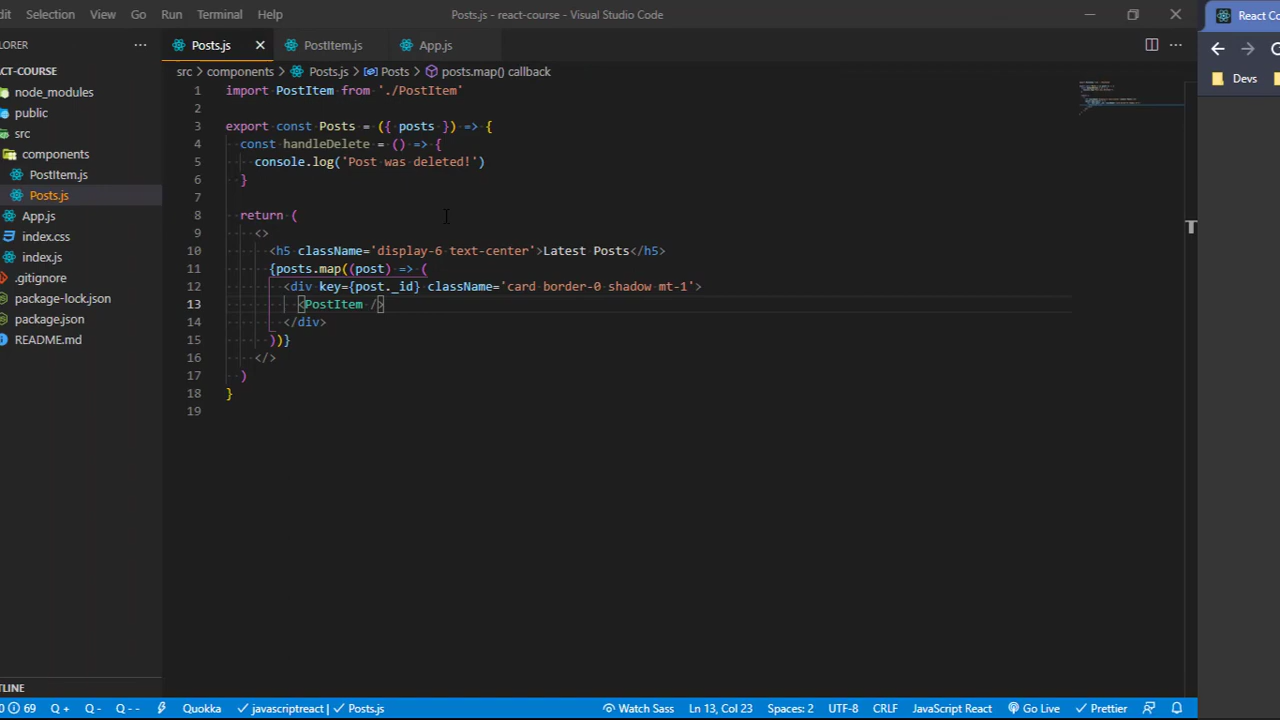 dit Selection View Go Run Terminal Help Posts.js - react-course - Visual Studio Code React Co
LORER ··· Posts.js PostItem.js App.js ···
src > components > Posts.js > Posts > posts.map() callback
Devs
CT-COURSE
node_modules
public
src
components
PostItem.js
Posts.js
App.js
index.css
index.js
.gitignore
package-lock.json
package.json
README.md
1 import PostItem from './PostItem'
2
3 export const Posts = ({ posts }) => {
4 const handleDelete = () => {
5 console.log('Post was deleted!')
6 }
7
8 return (
9 <>
10 <h5 className='display-6 text-center'>Latest Posts</h5>
11 {posts.map((post) => (
12 <div key={post._id} className='card border-0 shadow mt-1'>
13 <PostItem />
14 </div>
15 ))}
16 </>
17 )
18 }
19
TLINE
0 69 Q + Q - Q - - Quokka javascriptreact | Posts.js Watch Sass Ln 13, Col 23 Spaces: 2 UTF-8 CRLF JavaScript React Go Live Prettier